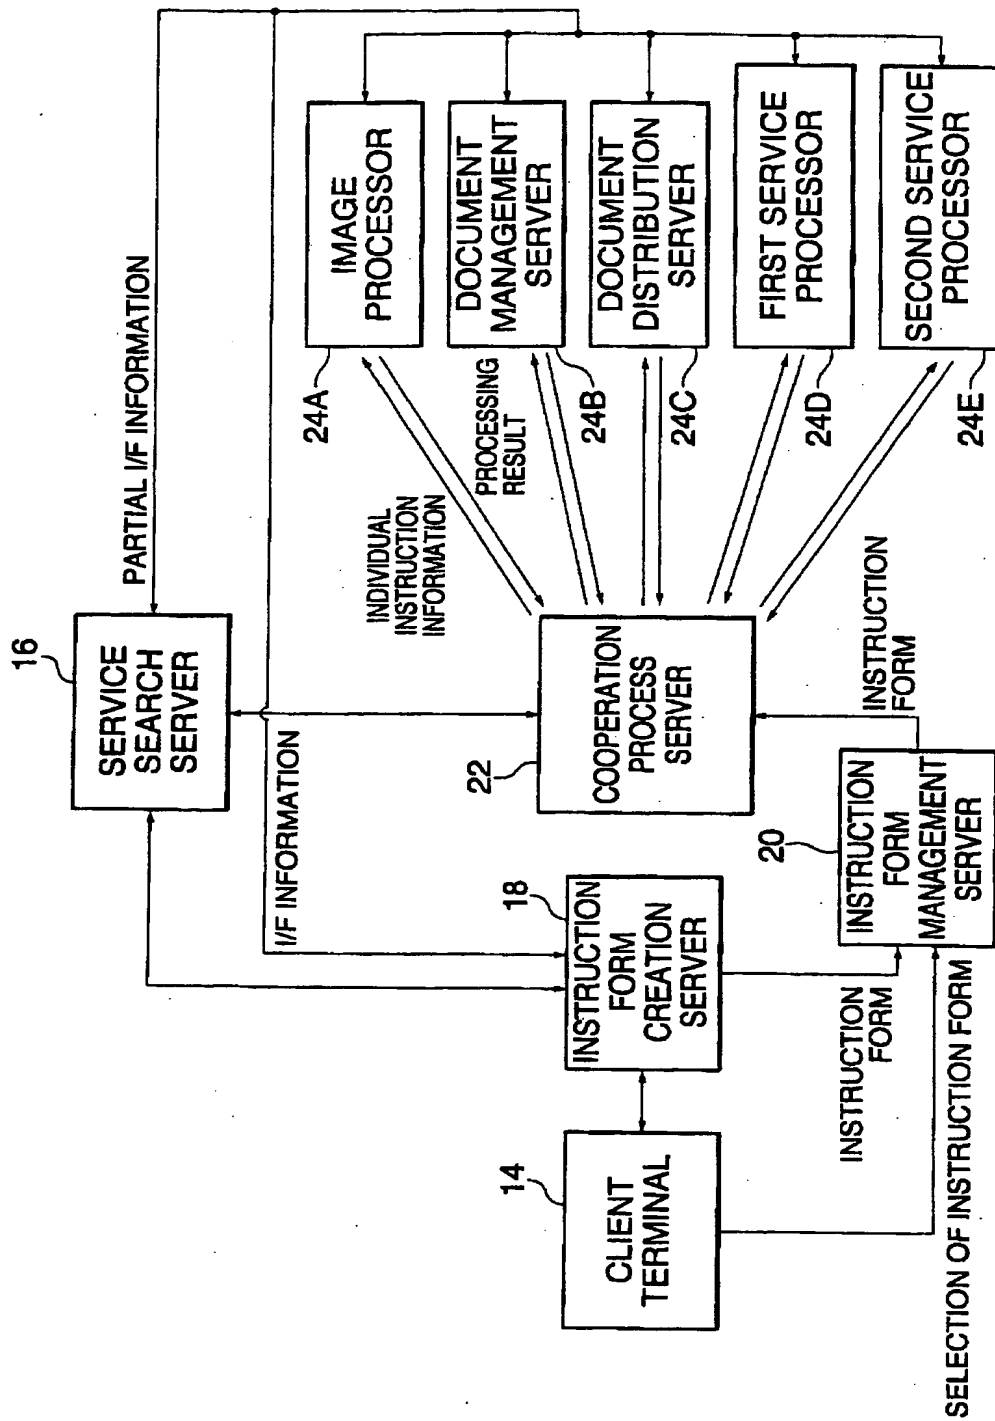 PARTIAL I/F INFORMATION
16
SERVICE
SEARCH
SERVER
I/F INFORMATION
INDIVIDUAL
INSTRUCTION
INFORMATION
PROCESSING
RESULT
24A
IMAGE
PROCESSOR
24B
DOCUMENT
MANAGEMENT
SERVER
24C
DOCUMENT
DISTRIBUTION
SERVER
24D
FIRST SERVICE
PROCESSOR
24E
SECOND SERVICE
PROCESSOR
22
COOPERATION
PROCESS
SERVER
14
CLIENT
TERMINAL
18
INSTRUCTION
FORM
CREATION
SERVER
20
INSTRUCTION
FORM
MANAGEMENT
SERVER
INSTRUCTION
FORM
INSTRUCTION
FORM
SELECTION OF INSTRUCTION FORM